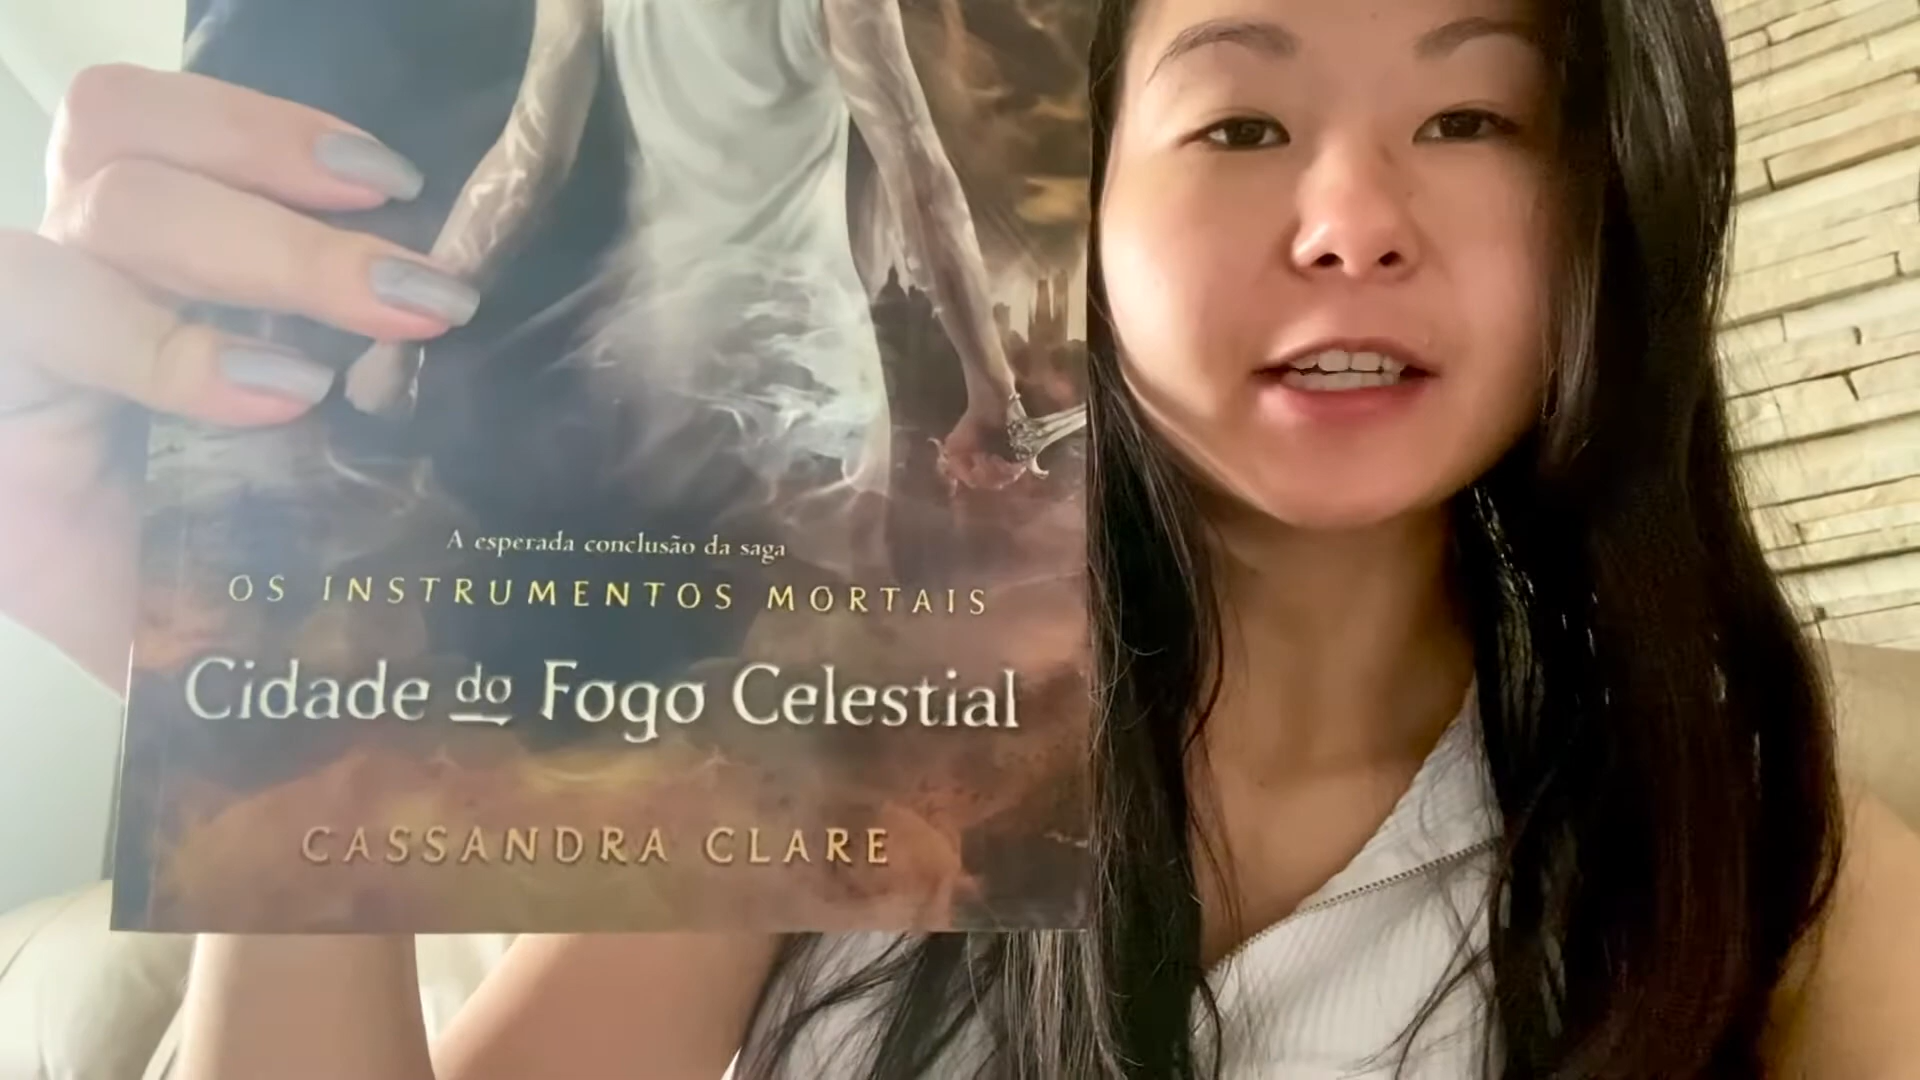 A esperada conclusão da saga
OS INSTRUMENTOS MORTAIS
Cidade do Fogo Celestial
CASSANDRA CLARE